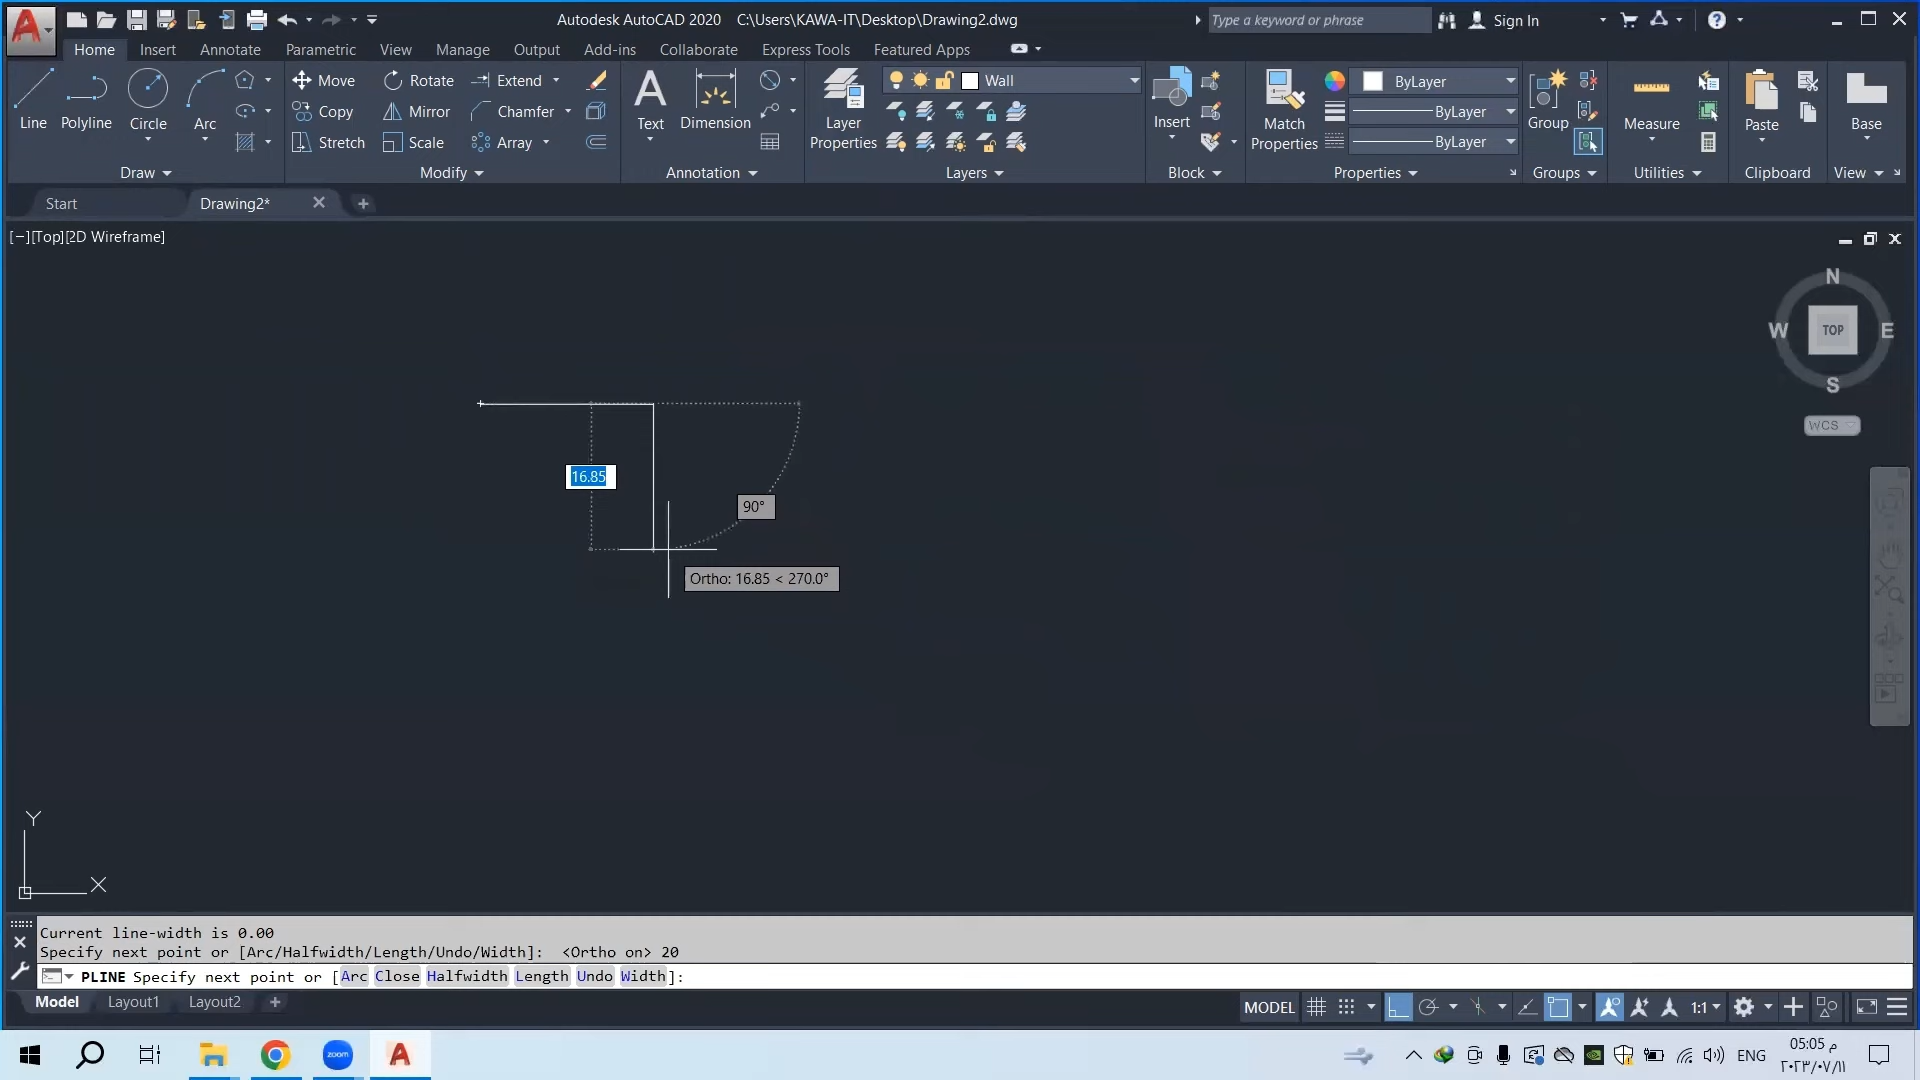 Autodesk AutoCAD 2020 C:\Users\KAWA-IT\Desktop\Drawing2.dwg
Type a keyword or phrase
Sign In
Home Insert Annotate Parametric View Manage Output Add-ins Collaborate Express Tools Featured Apps
Line Polyline Circle Arc
Move Rotate Extend
Copy Mirror Chamfer
Stretch Scale Array
Text Dimension
Layer Properties
Wall
Insert
Match Properties
ByLayer
ByLayer
ByLayer
Group Measure Paste Base
Draw Modify Annotation Layers Block Properties Groups Utilities Clipboard View
Start Drawing2*
[−][Top][2D Wireframe]
N
W TOP E
S
WCS
16.85
90°
Ortho: 16.85 < 270.0°
Y
X
Current line-width is 0.00
Specify next point or [Arc/Halfwidth/Length/Undo/Width]: <Ortho on> 20
PLINE Specify next point or [Arc Close Halfwidth Length Undo Width]:
Model Layout1 Layout2
MODEL 1:1
zoom
ENG
05:05 م
٢٠٢٣/٠٧/١١